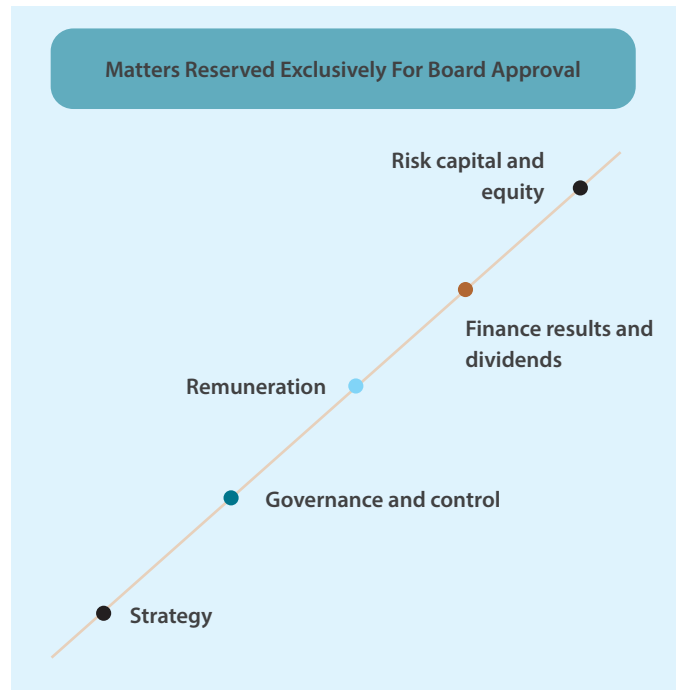 Matters Reserved Exclusively For Board Approval
Risk capital and
equity
Finance results and
dividends
Remuneration
Governance and control
Strategy